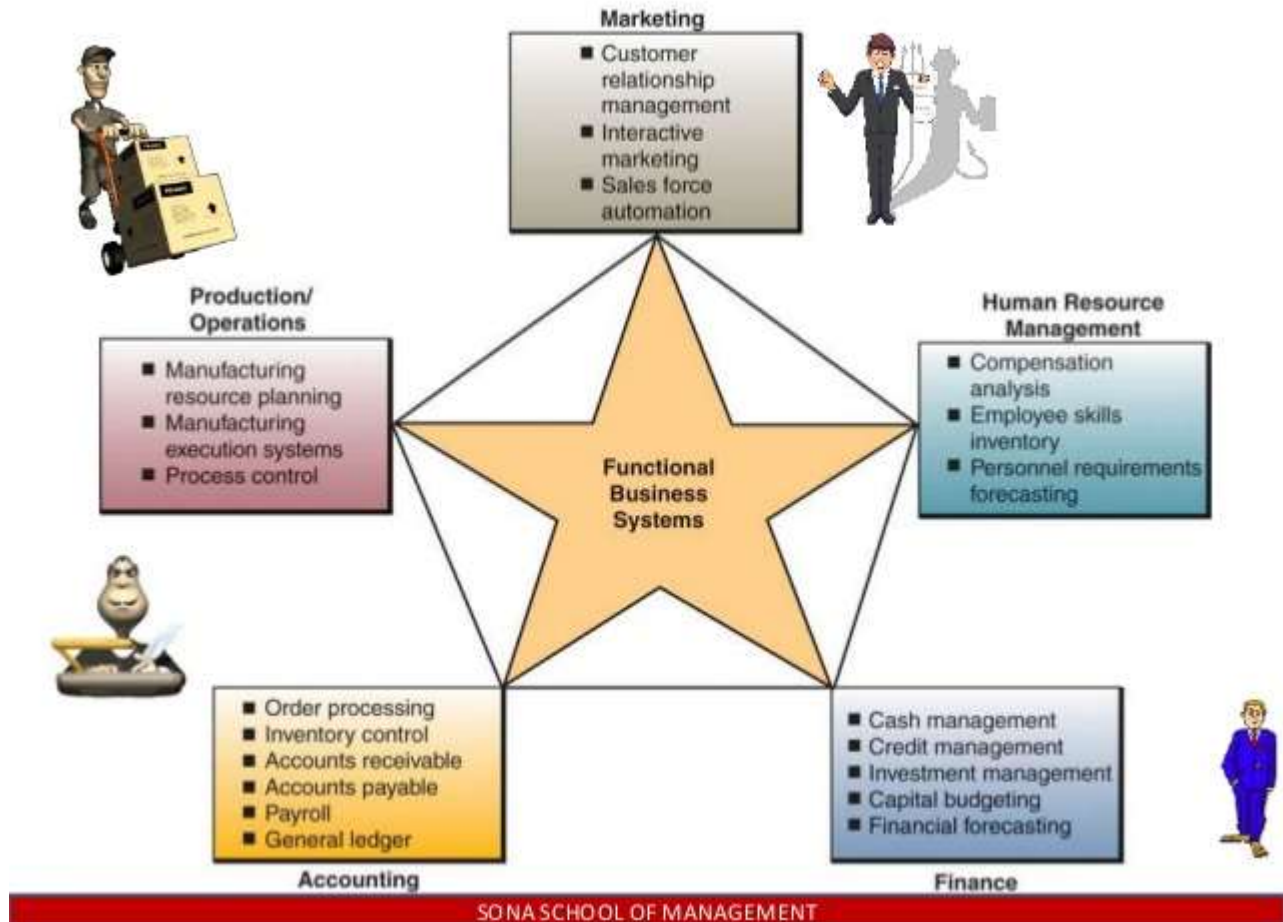 Marketing
■ Customer
relationship
management
■ Interactive
marketing
■ Sales force
automation
Production/
Operations
■ Manufacturing
resource planning
■ Manufacturing
execution systems
■ Process control
Human Resource
Management
■ Compensation
analysis
■ Employee skills
inventory
■ Personnel requirements
forecasting
Functional
Business
Systems
■ Order processing
■ Inventory control
■ Accounts receivable
■ Accounts payable
■ Payroll
■ General ledger
Accounting
■ Cash management
■ Credit management
■ Investment management
■ Capital budgeting
■ Financial forecasting
Finance
SONA SCHOOL OF MANAGEMENT